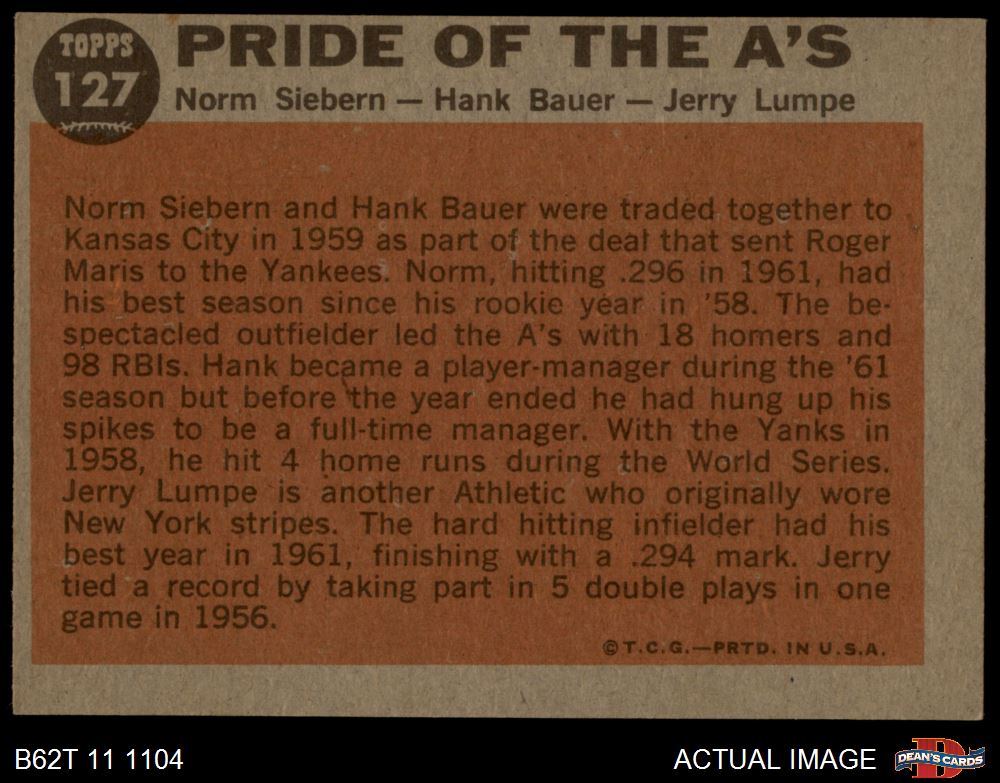 TOPPS
127
PRIDE OF THE A'S
Norm Siebern — Hank Bauer — Jerry Lumpe
Norm Siebern and Hank Bauer were traded together to
Kansas City in 1959 as part of the deal that sent Roger
Maris to the Yankees. Norm, hitting .296 in 1961, had
his best season since his rookie year in '58. The be-
spectacled outfielder led the A's with 18 homers and
98 RBIs. Hank became a player-manager during the '61
season but before the year ended he had hung up his
spikes to be a full-time manager. With the Yanks in
1958, he hit 4 home runs during the World Series.
Jerry Lumpe is another Athletic who originally wore
New York stripes. The hard hitting infielder had his
best year in 1961, finishing with a .294 mark. Jerry
tied a record by taking part in 5 double plays in one
game in 1956.
© T.C.G.—PRTD. IN U.S.A.
B62T 11 1104
ACTUAL IMAGE
D
DEAN'S CARDS